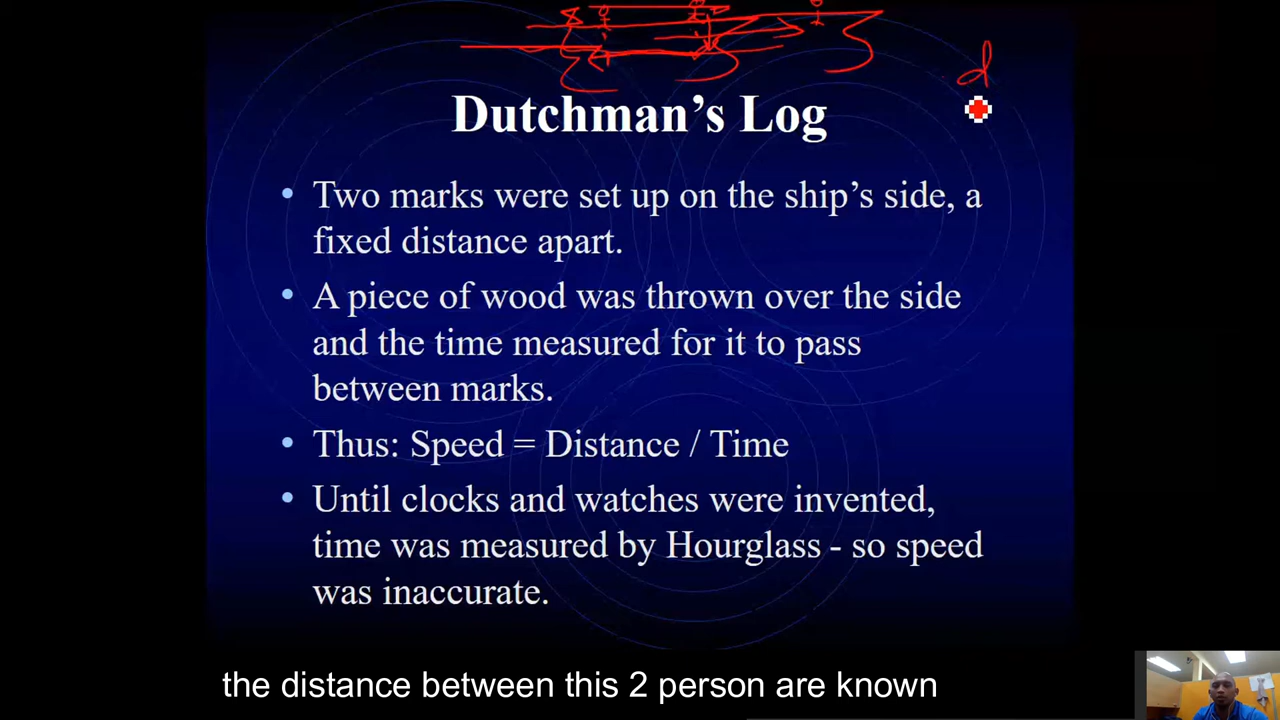 d
Dutchman's Log
• Two marks were set up on the ship's side, a
fixed distance apart.
• A piece of wood was thrown over the side
and the time measured for it to pass
between marks.
• Thus: Speed = Distance / Time
• Until clocks and watches were invented,
time was measured by Hourglass - so speed
was inaccurate.
the distance between this 2 person are known